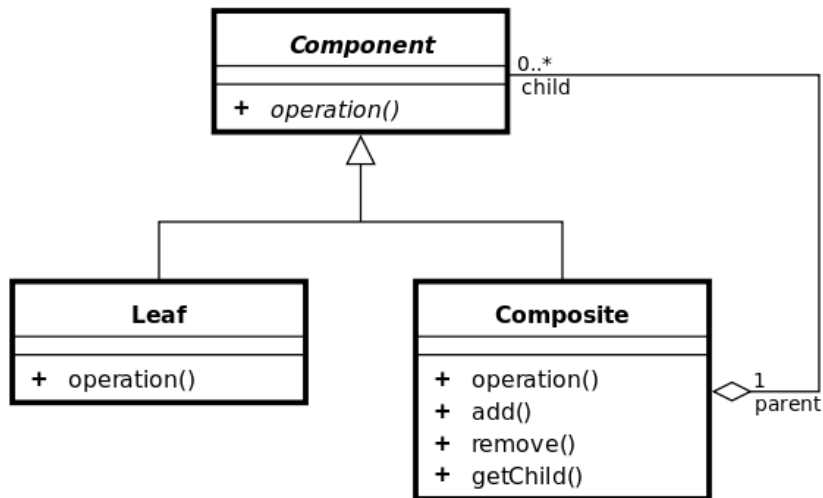 Component
+ operation()
0..*
child
Leaf
+ operation()
Composite
+ operation()
+ add()
+ remove()
+ getChild()
1
parent